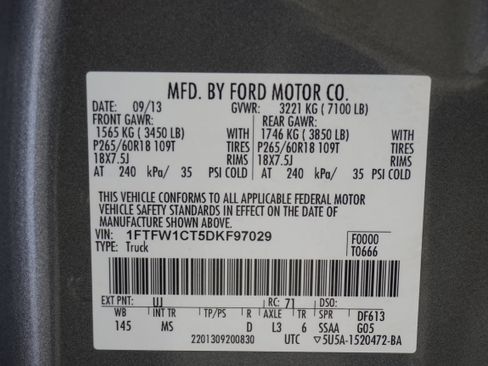 MFD. BY FORD MOTOR CO.
DATE: 09/13 GVWR: 3221 KG ( 7100 LB)
FRONT GAWR: REAR GAWR:
1565 KG ( 3450 LB) WITH 1746 KG ( 3850 LB) WITH
P265/60R18 109T TIRES P265/60R18 109T TIRES
18X7.5J RIMS 18X7.5J RIMS
AT 240 kPa/ 35 PSI COLD AT 240 kPa/ 35 PSI COLD
THIS VEHICLE CONFORMS TO ALL APPLICABLE FEDERAL MOTOR
VEHICLE SAFETY STANDARDS IN EFFECT ON THE DATE OF
MANUFACTURE SHOWN ABOVE.
VIN: 1FTFW1CT5DKF97029 F0000
TYPE: Truck T0666
EXT PNT: UJ RC: 71 DSO:
WB INT TR TP/PS R AXLE TR SPR DF613
145 MS D L3 6 SSAA G05
2201309200830 UTC ▽5U5A-1520472-BA